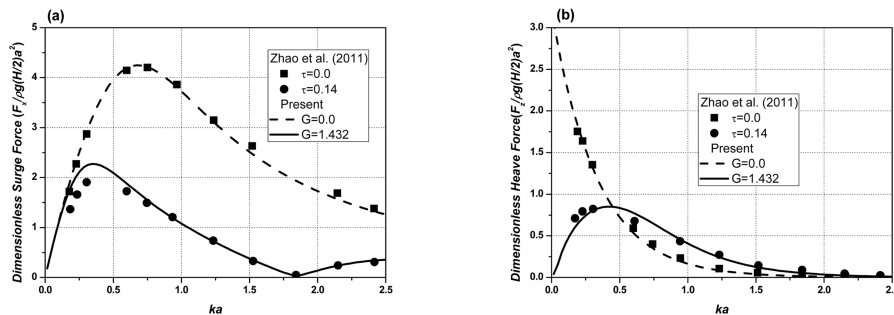 (a)
Dimensionless Surge Force (Fx/ρg(H/2)a²)
5
4
3
2
1
0
0.0 0.5 1.0 1.5 2.0 2.5
ka
Zhao et al. (2011)
τ=0.0
τ=0.14
Present
G=0.0
G=1.432
(b)
Dimensionless Heave Force(Fz/ρg(H/2)a²)
3.0
2.5
2.0
1.5
1.0
0.5
0.0
0.0 0.5 1.0 1.5 2.0 2.
ka
Zhao et al. (2011)
τ=0.0
τ=0.14
Present
G=0.0
G=1.432